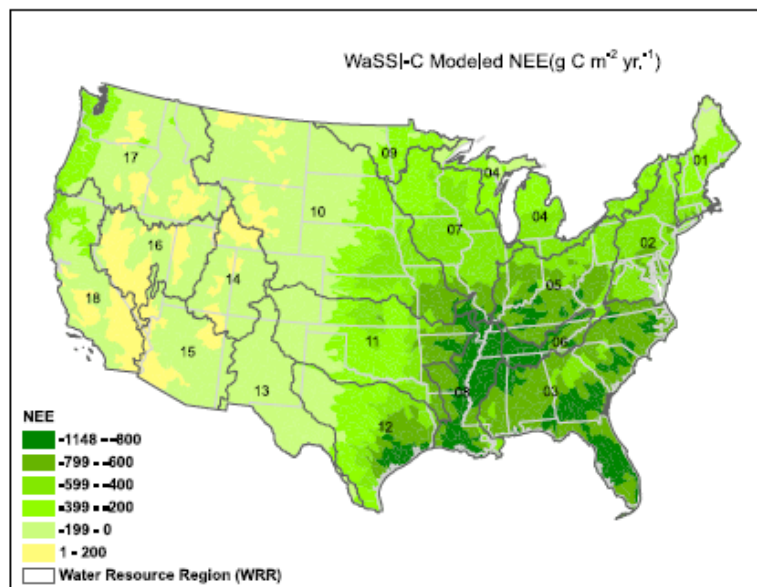 WaSSI-C Modeled NEE(g C m-2 yr,-1)
17
09
04
01
04
10
07
02
16
14
05
18
11
06
15
13
08
03
12
NEE
-1148 - -800
-799 - -600
-599 - -400
-399 - -200
-199 - 0
1 - 200
Water Resource Region (WRR)